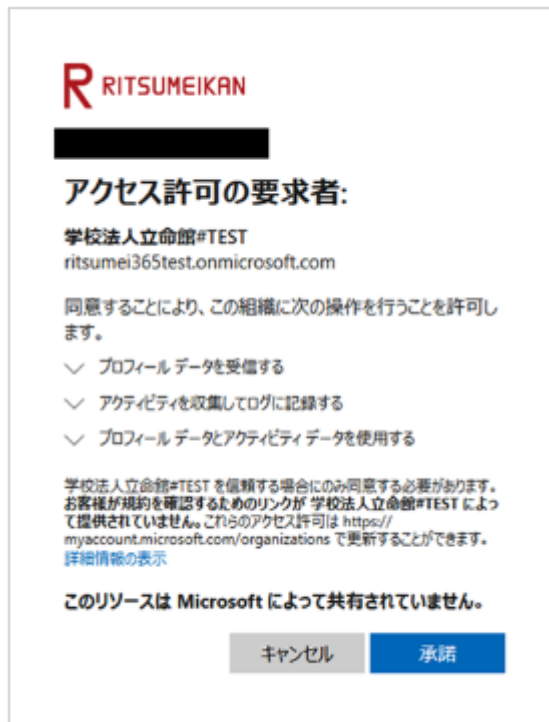 RITSUMEIKAN
アクセス許可の要求者:
学校法人立命館#TEST
ritsumei365test.onmicrosoft.com
同意することにより、この組織に次の操作を行うことを許可し
ます。
プロフィール データを受信する
アクティビティを収集してログに記録する
プロフィール データとアクティビティ データを使用する
学校法人立命館#TEST を信頼する場合にのみ同意する必要があります。
お客様が規約を確認するためのリンクが 学校法人立命館#TEST によっ
て提供されていません。これらのアクセス許可は https://
myaccount.microsoft.com/organizations で更新することができます。
詳細情報の表示
このリソースは Microsoft によって共有されていません。
キャンセル
承諾